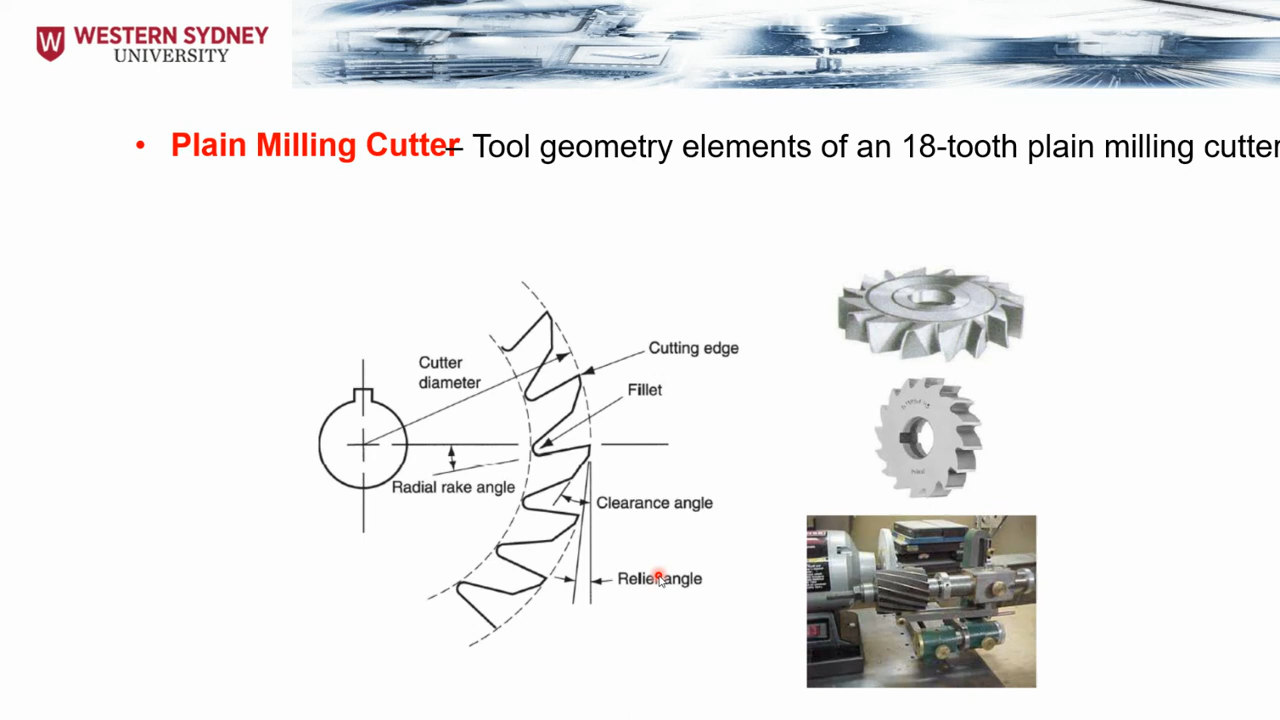 WESTERN SYDNEY
UNIVERSITY
• Plain Milling Cutter – Tool geometry elements of an 18-tooth plain milling cutter
Cutter
diameter
Cutting edge
Fillet
Radial rake angle
Clearance angle
Relief angle